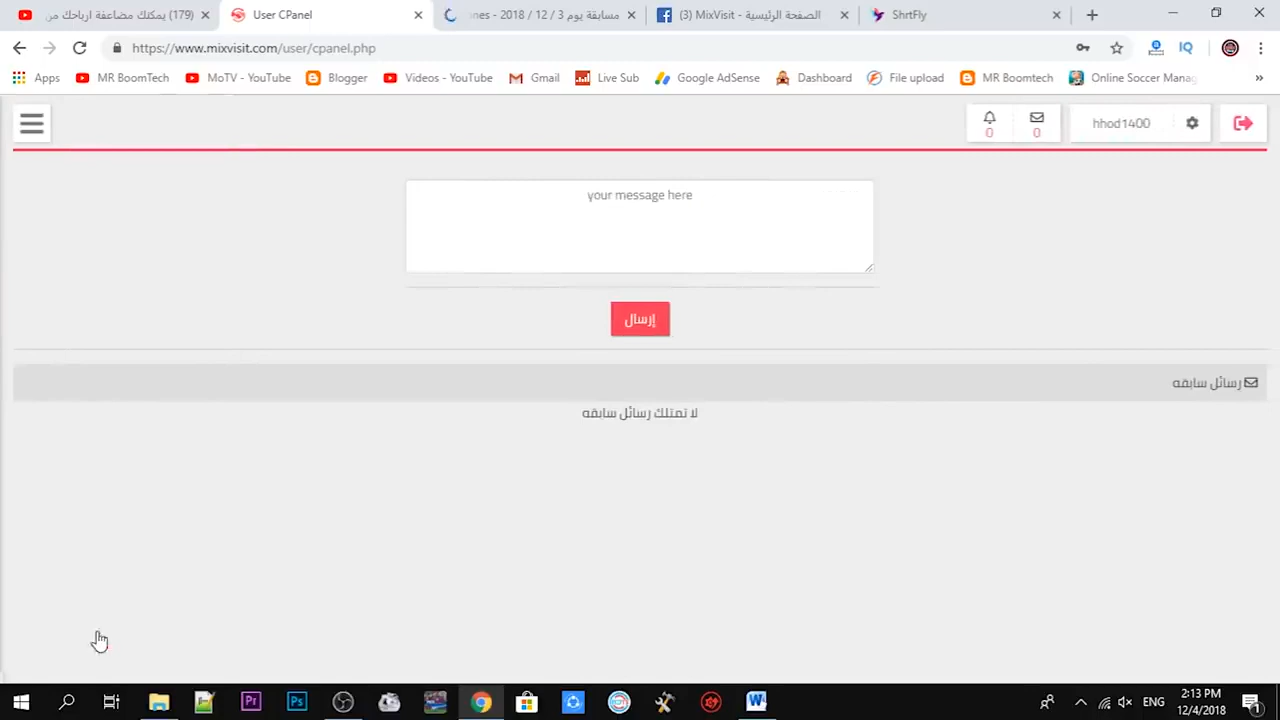 (179) يمكنك مضاعفة ارباحك من
User CPanel
مسابقة يوم 3 / 12 / 2018 - nes
(3) MixVisit - الصفحة الرئيسية
ShrtFly
https://www.mixvisit.com/user/cpanel.php
Apps
MR BoomTech
MoTV - YouTube
Blogger
Videos - YouTube
Gmail
Live Sub
Google AdSense
Dashboard
File upload
MR Boomtech
Online Soccer Manag
0
0
hhod1400
your message here
إرسال
رسائل سابقه
لا تمتلك رسائل سابقه
ENG
2:13 PM
12/4/2018
1